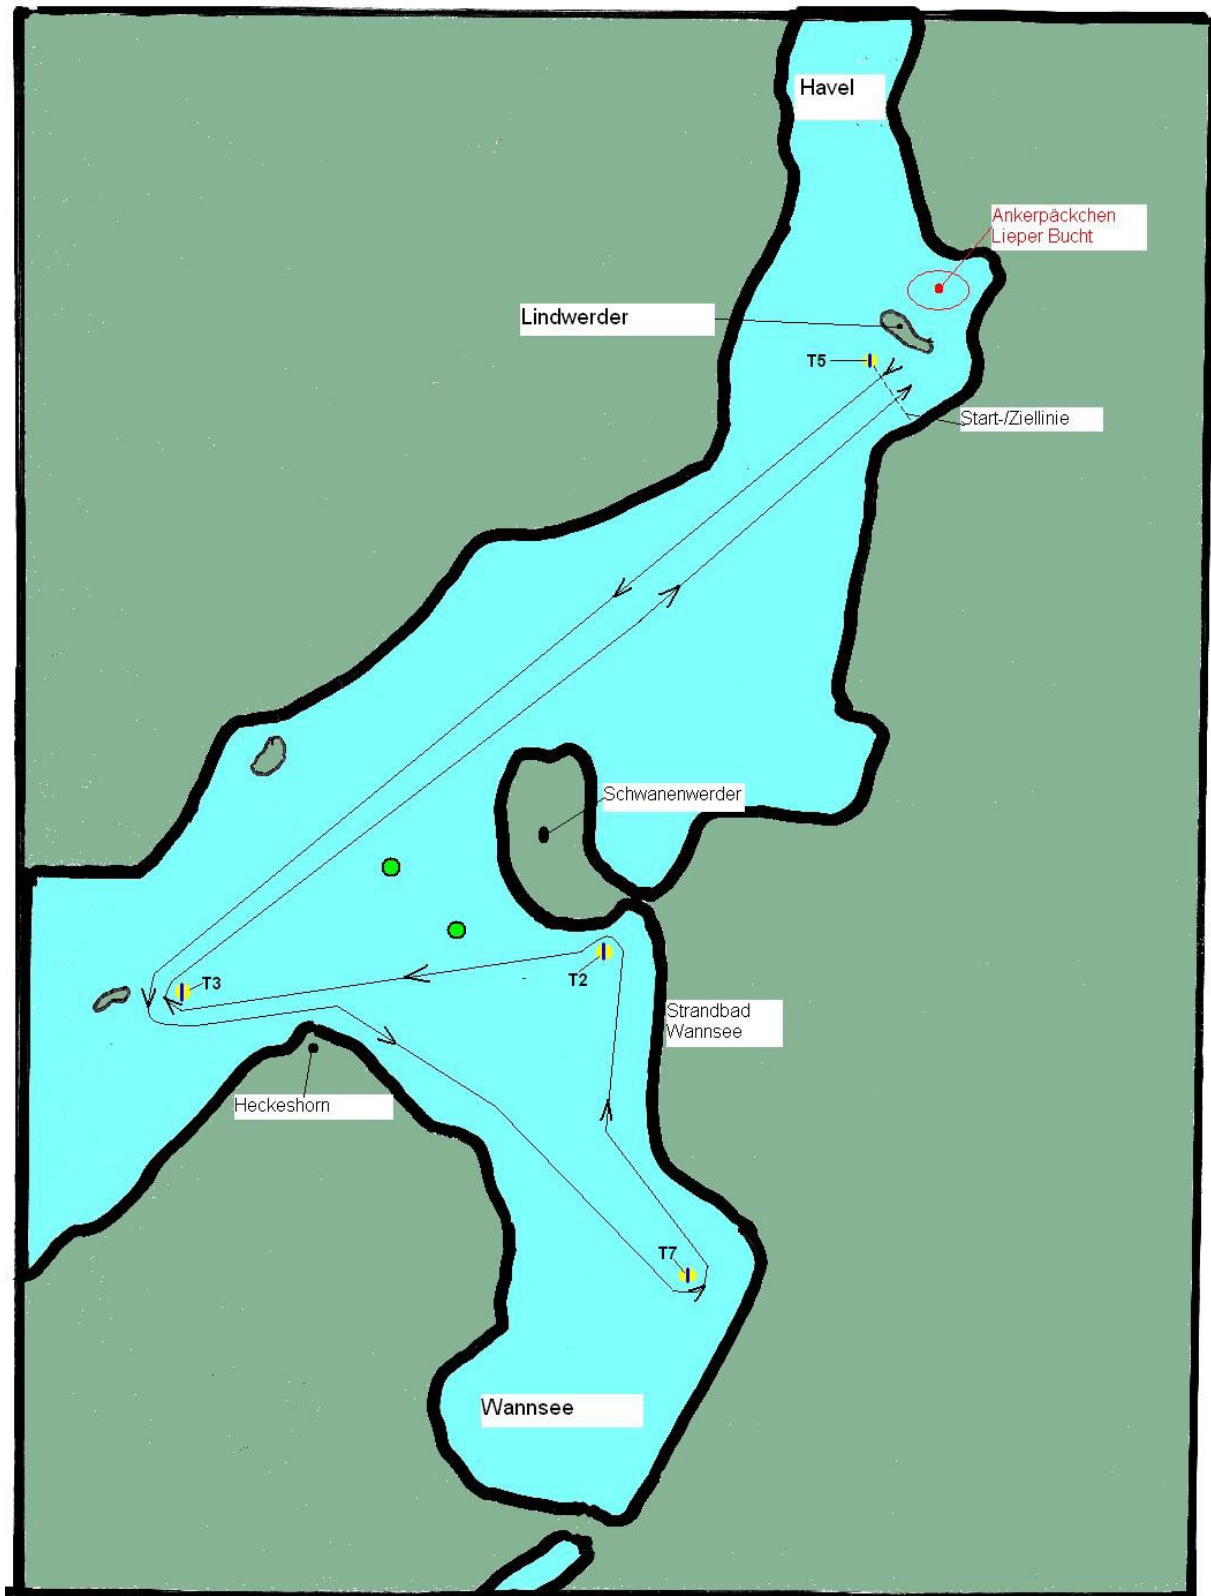 Havel
Ankerpäckchen
Lieper Bucht
Lindwerder
T5
Start-/Ziellinie
Schwanenwerder
T2
T3
Strandbad
Wannsee
Heckeshorn
T7
Wannsee